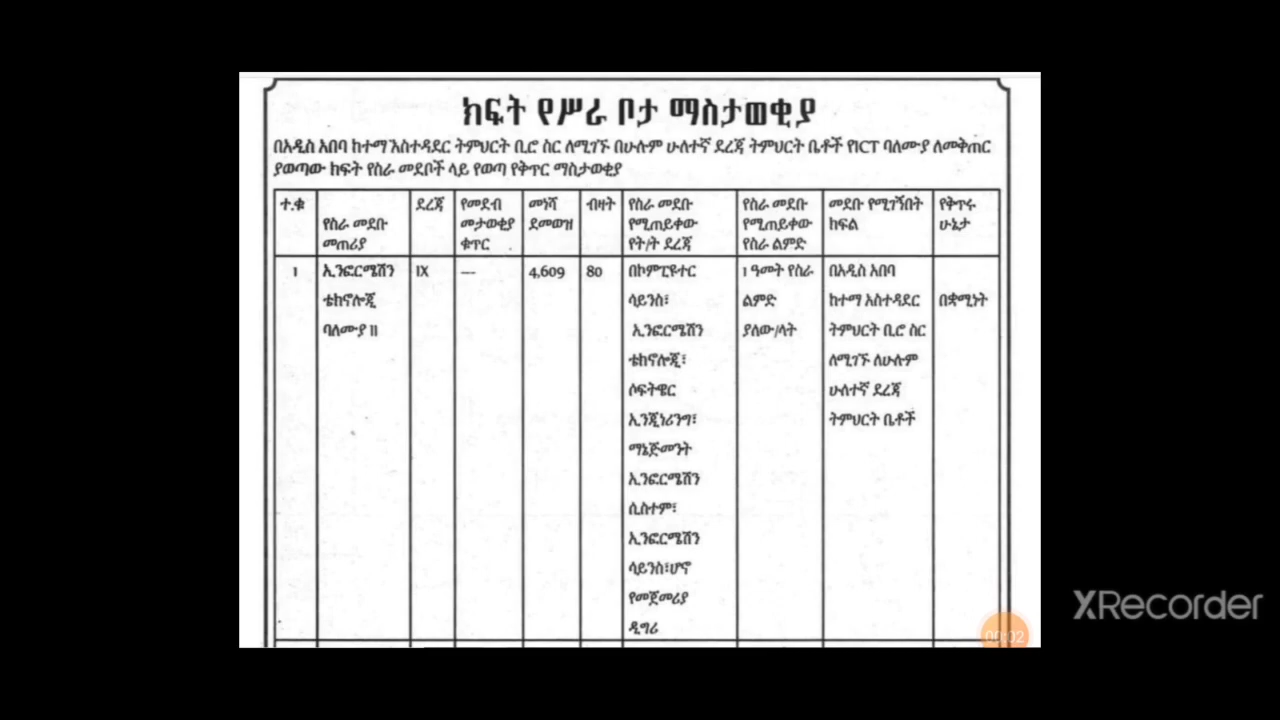 ክፍት የሥራ ቦታ ማስታወቂያ
በአዲስ አበባ ከተማ አስተዳደር ትምህርት ቢሮ ስር ለሚገኙ በሁሉም ሁለተኛ ደረጃ ትምህርት ቤቶች የICT ባለሙያ ለመቅጠር
ያወጣው ክፍት የስራ መደቦች ላይ የወጣ የቅጥር ማስታወቂያ
ተ.ቁ
የስራ መደቡ
መጠሪያ
ደረጃ
የመደብ
መታወቂያ
ቁጥር
መነሻ
ደመወዝ
ብዛት
የስራ መደቡ
የሚጠይቀው
የት/ት ደረጃ
የስራ መደቡ
የሚጠይቀው
የስራ ልምድ
መደቡ የሚገኝበት
ክፍል
የቅጥሩ
ሁኔታ
1
ኢንፎርሜሽን
ቴክኖሎጂ
ባለሙያ II
IX
---
4,609
80
በኮምፒዩተር
ሳይንስ፣
ኢንፎርሜሽን
ቴክኖሎጂ፣
ሶፍትዌር
ኢንጂነሪንግ፣
ማኔጅመንት
ኢንፎርሜሽን
ሲስተም፣
ኢንፎርሜሽን
ሳይንስ፣ሆኖ
የመጀመሪያ
ዲግሪ
1 ዓመት የስራ
ልምድ
ያለው/ላት
በአዲስ አበባ
ከተማ አስተዳደር
ትምህርት ቢሮ ስር
ለሚገኙ ለሁሉም
ሁለተኛ ደረጃ
ትምህርት ቤቶች
በቋሚነት
XRecorder
00:02